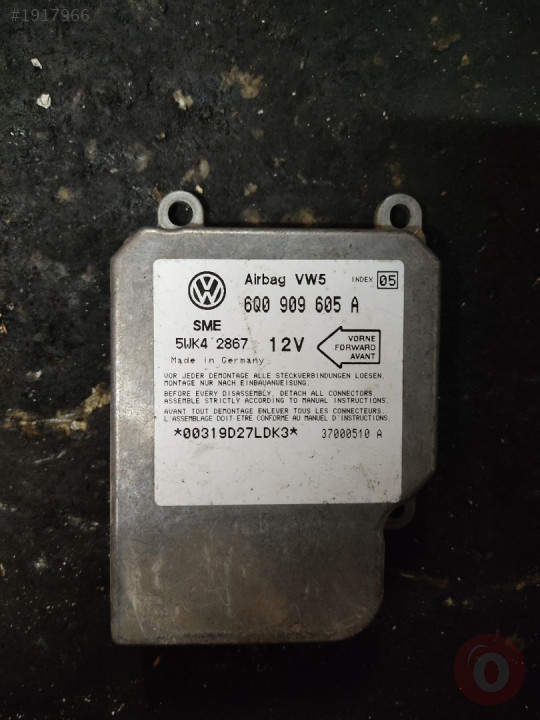 #1917966
Airbag VW5 INDEX 05
6Q0 909 605 A
SME
5WK4 2867 12V
VORNE
FORWARD
AVANT
Made in Germany
VOR JEDER DEMONTAGE ALLE STECKVERBINDUNGEN LOESEN.
MONTAGE NUR NACH EINBAUANWEISUNG.
BEFORE EVERY DISASSEMBLY, DETACH ALL CONNECTORS
ASSEMBLE STRICTLY ACCORDING TO MANUAL INSTRUCTIONS.
AVANT TOUT DEMONTAGE ENLEVER TOUS LES CONNECTEURS.
L'ASSEMBLAGE DOIT ETRE CONFORME AU MANUEL D'INSTRUCTIONS.
*00319D27LDK3* 37000510 A